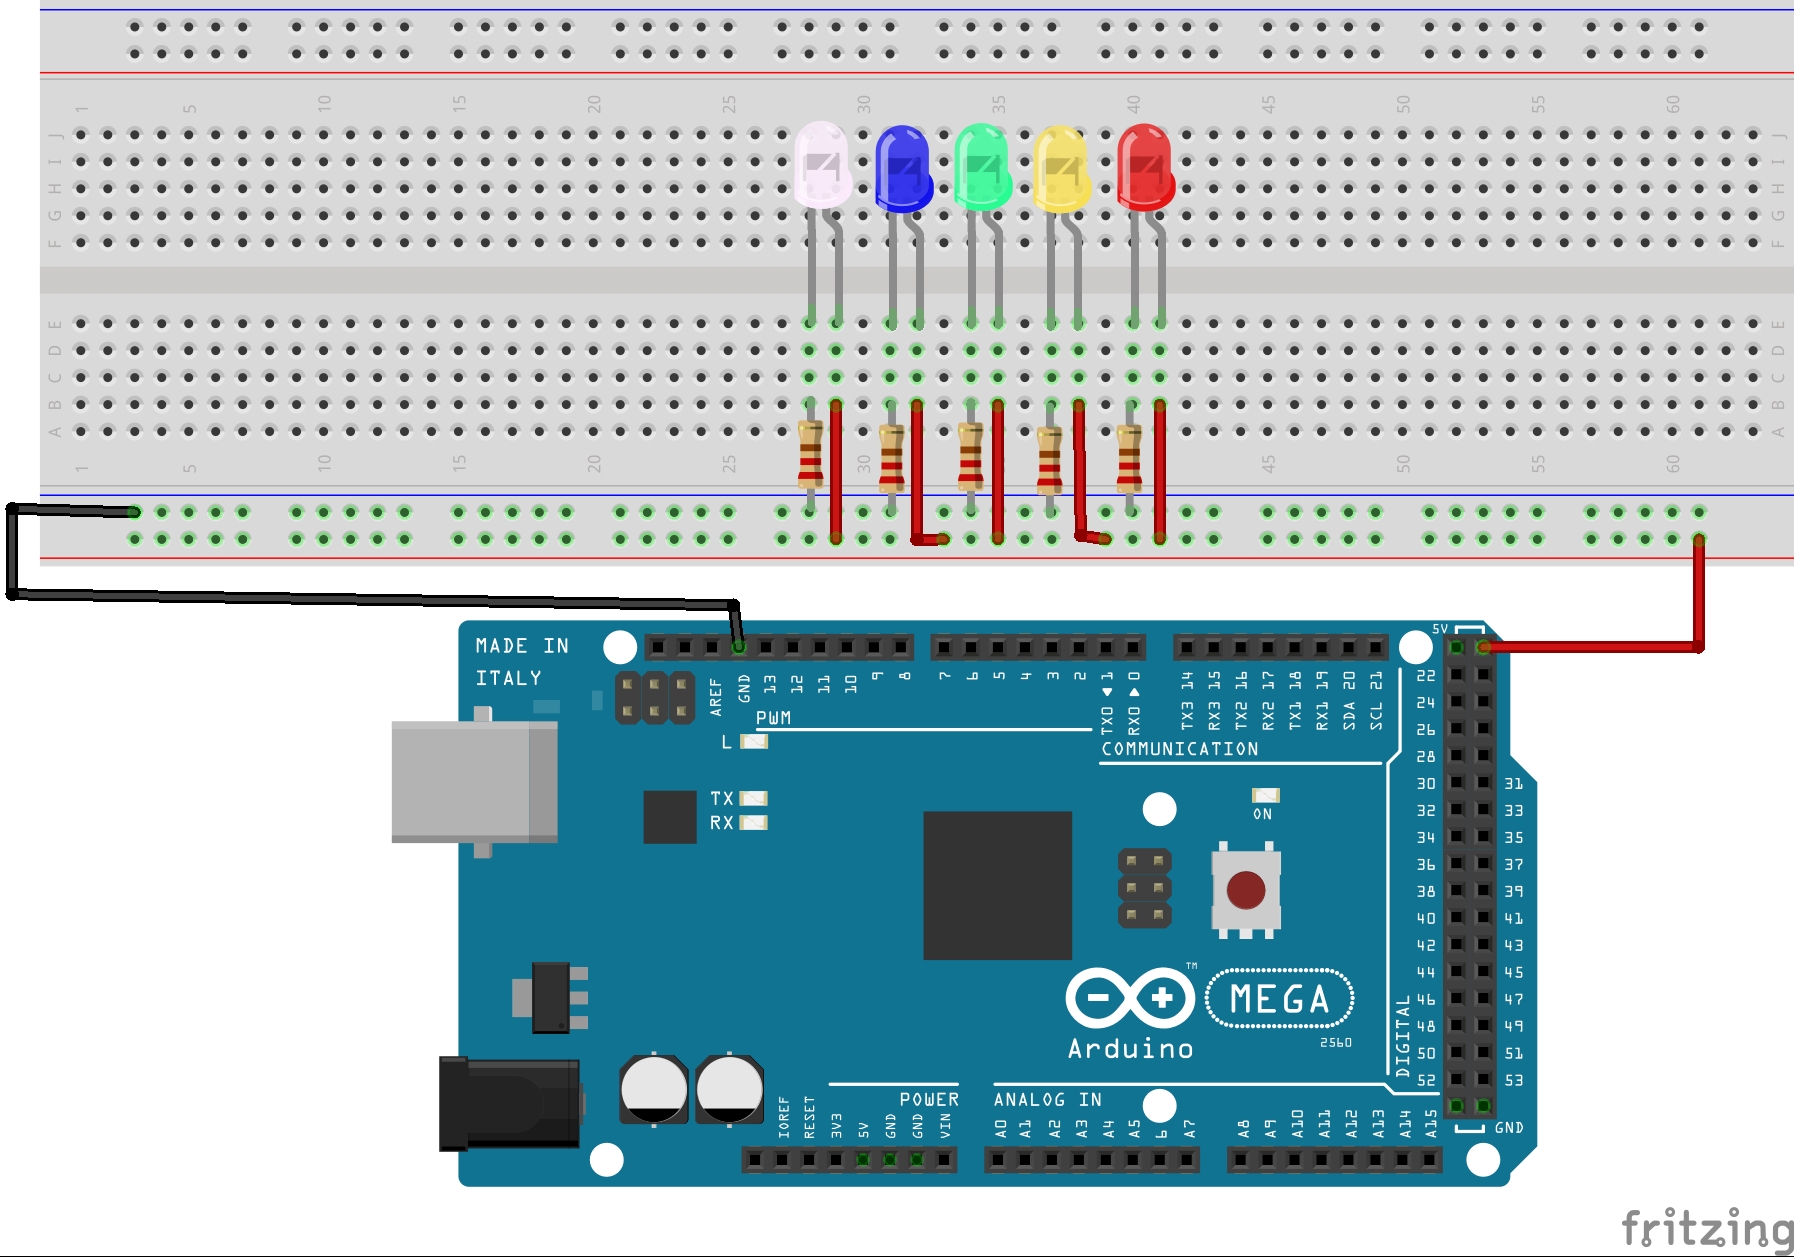 1 5 10 15 20 25 30 35 40 45 50 55 60
J J
I I
H H
G G
F F
E E
D D
C C
B B
A A
1 5 10 15 20 25 30 45 50 55 60
MADE IN
ITALY
5V
AREF GND 13 12 11 10 9 8 7 6 5 4 3 2 TX0 1 RX0 0 TX3 14 RX3 15 TX2 16 RX2 17 TX1 18 RX1 19 SDA 20 SCL 21
22
24
26
28
30 31
32 33
34 35
36 37
38 39
40 41
42 43
44 45
46 47
48 49
50 51
52 53
PWM
L
COMMUNICATION
TX
RX
ON
TM
MEGA
Arduino
2560
DIGITAL
POWER
ANALOG IN
IOREF RESET 3V3 5V GND GND VIN A0 A1 A2 A3 A4 A5 6 A7 A8 A9 A10 A11 A12 A13 A14 A15
GND
fritzing